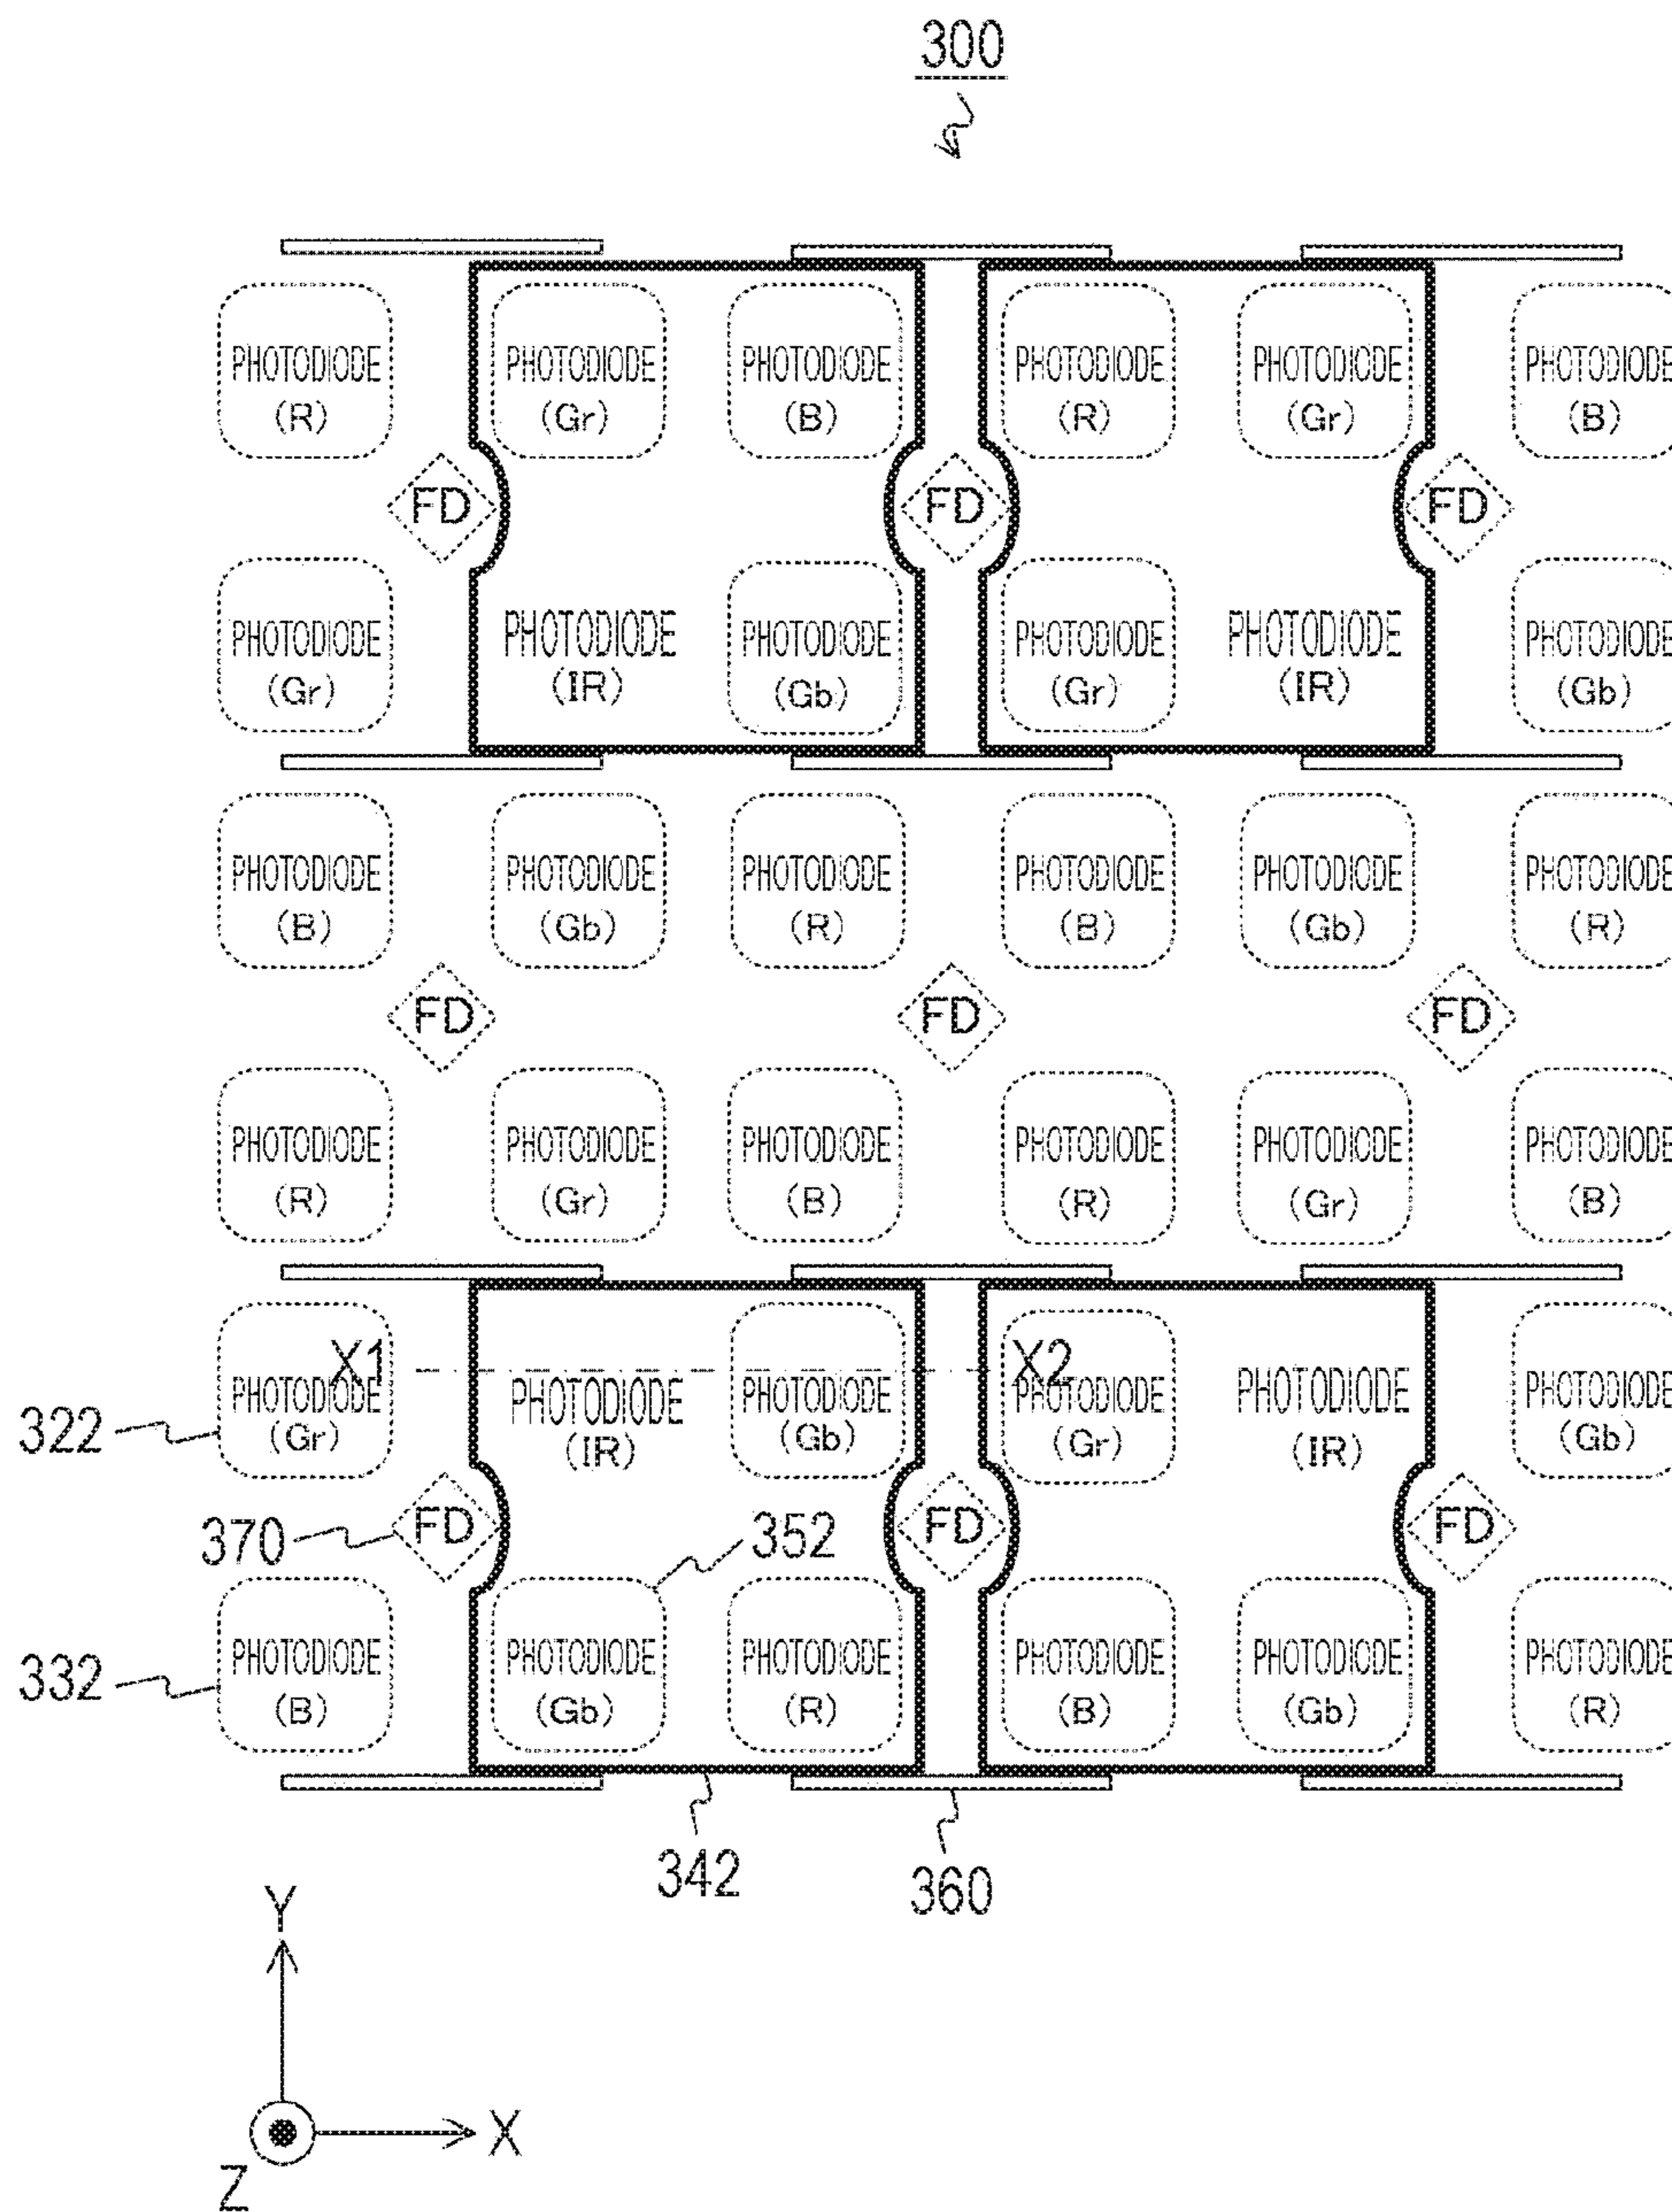 300
PHOTODIODE PHOTODIODE PHOTODIODE PHOTODIODE PHOTODIODE PHOTODIODE
(R) (Gr) (B) (R) (Gr) (B)
FD FD FD
PHOTODIODE PHOTODIODE PHOTODIODE PHOTODIODE PHOTODIODE PHOTODIODE
(Gr) (IR) (Gb) (Gr) (IR) (Gb)
PHOTODIODE PHOTODIODE PHOTODIODE PHOTODIODE PHOTODIODE PHOTODIODE
(B) (Gb) (R) (B) (Gb) (R)
FD FD FD
PHOTODIODE PHOTODIODE PHOTODIODE PHOTODIODE PHOTODIODE PHOTODIODE
(R) (Gr) (B) (R) (Gr) (B)
X1 X2
PHOTODIODE PHOTODIODE PHOTODIODE PHOTODIODE PHOTODIODE PHOTODIODE
322 (Gr) (IR) (Gb) (Gr) (IR) (Gb)
370 FD 352 FD FD
PHOTODIODE PHOTODIODE PHOTODIODE PHOTODIODE PHOTODIODE PHOTODIODE
332 (B) (Gb) (R) (B) (Gb) (R)
342 360
Y
X
Z